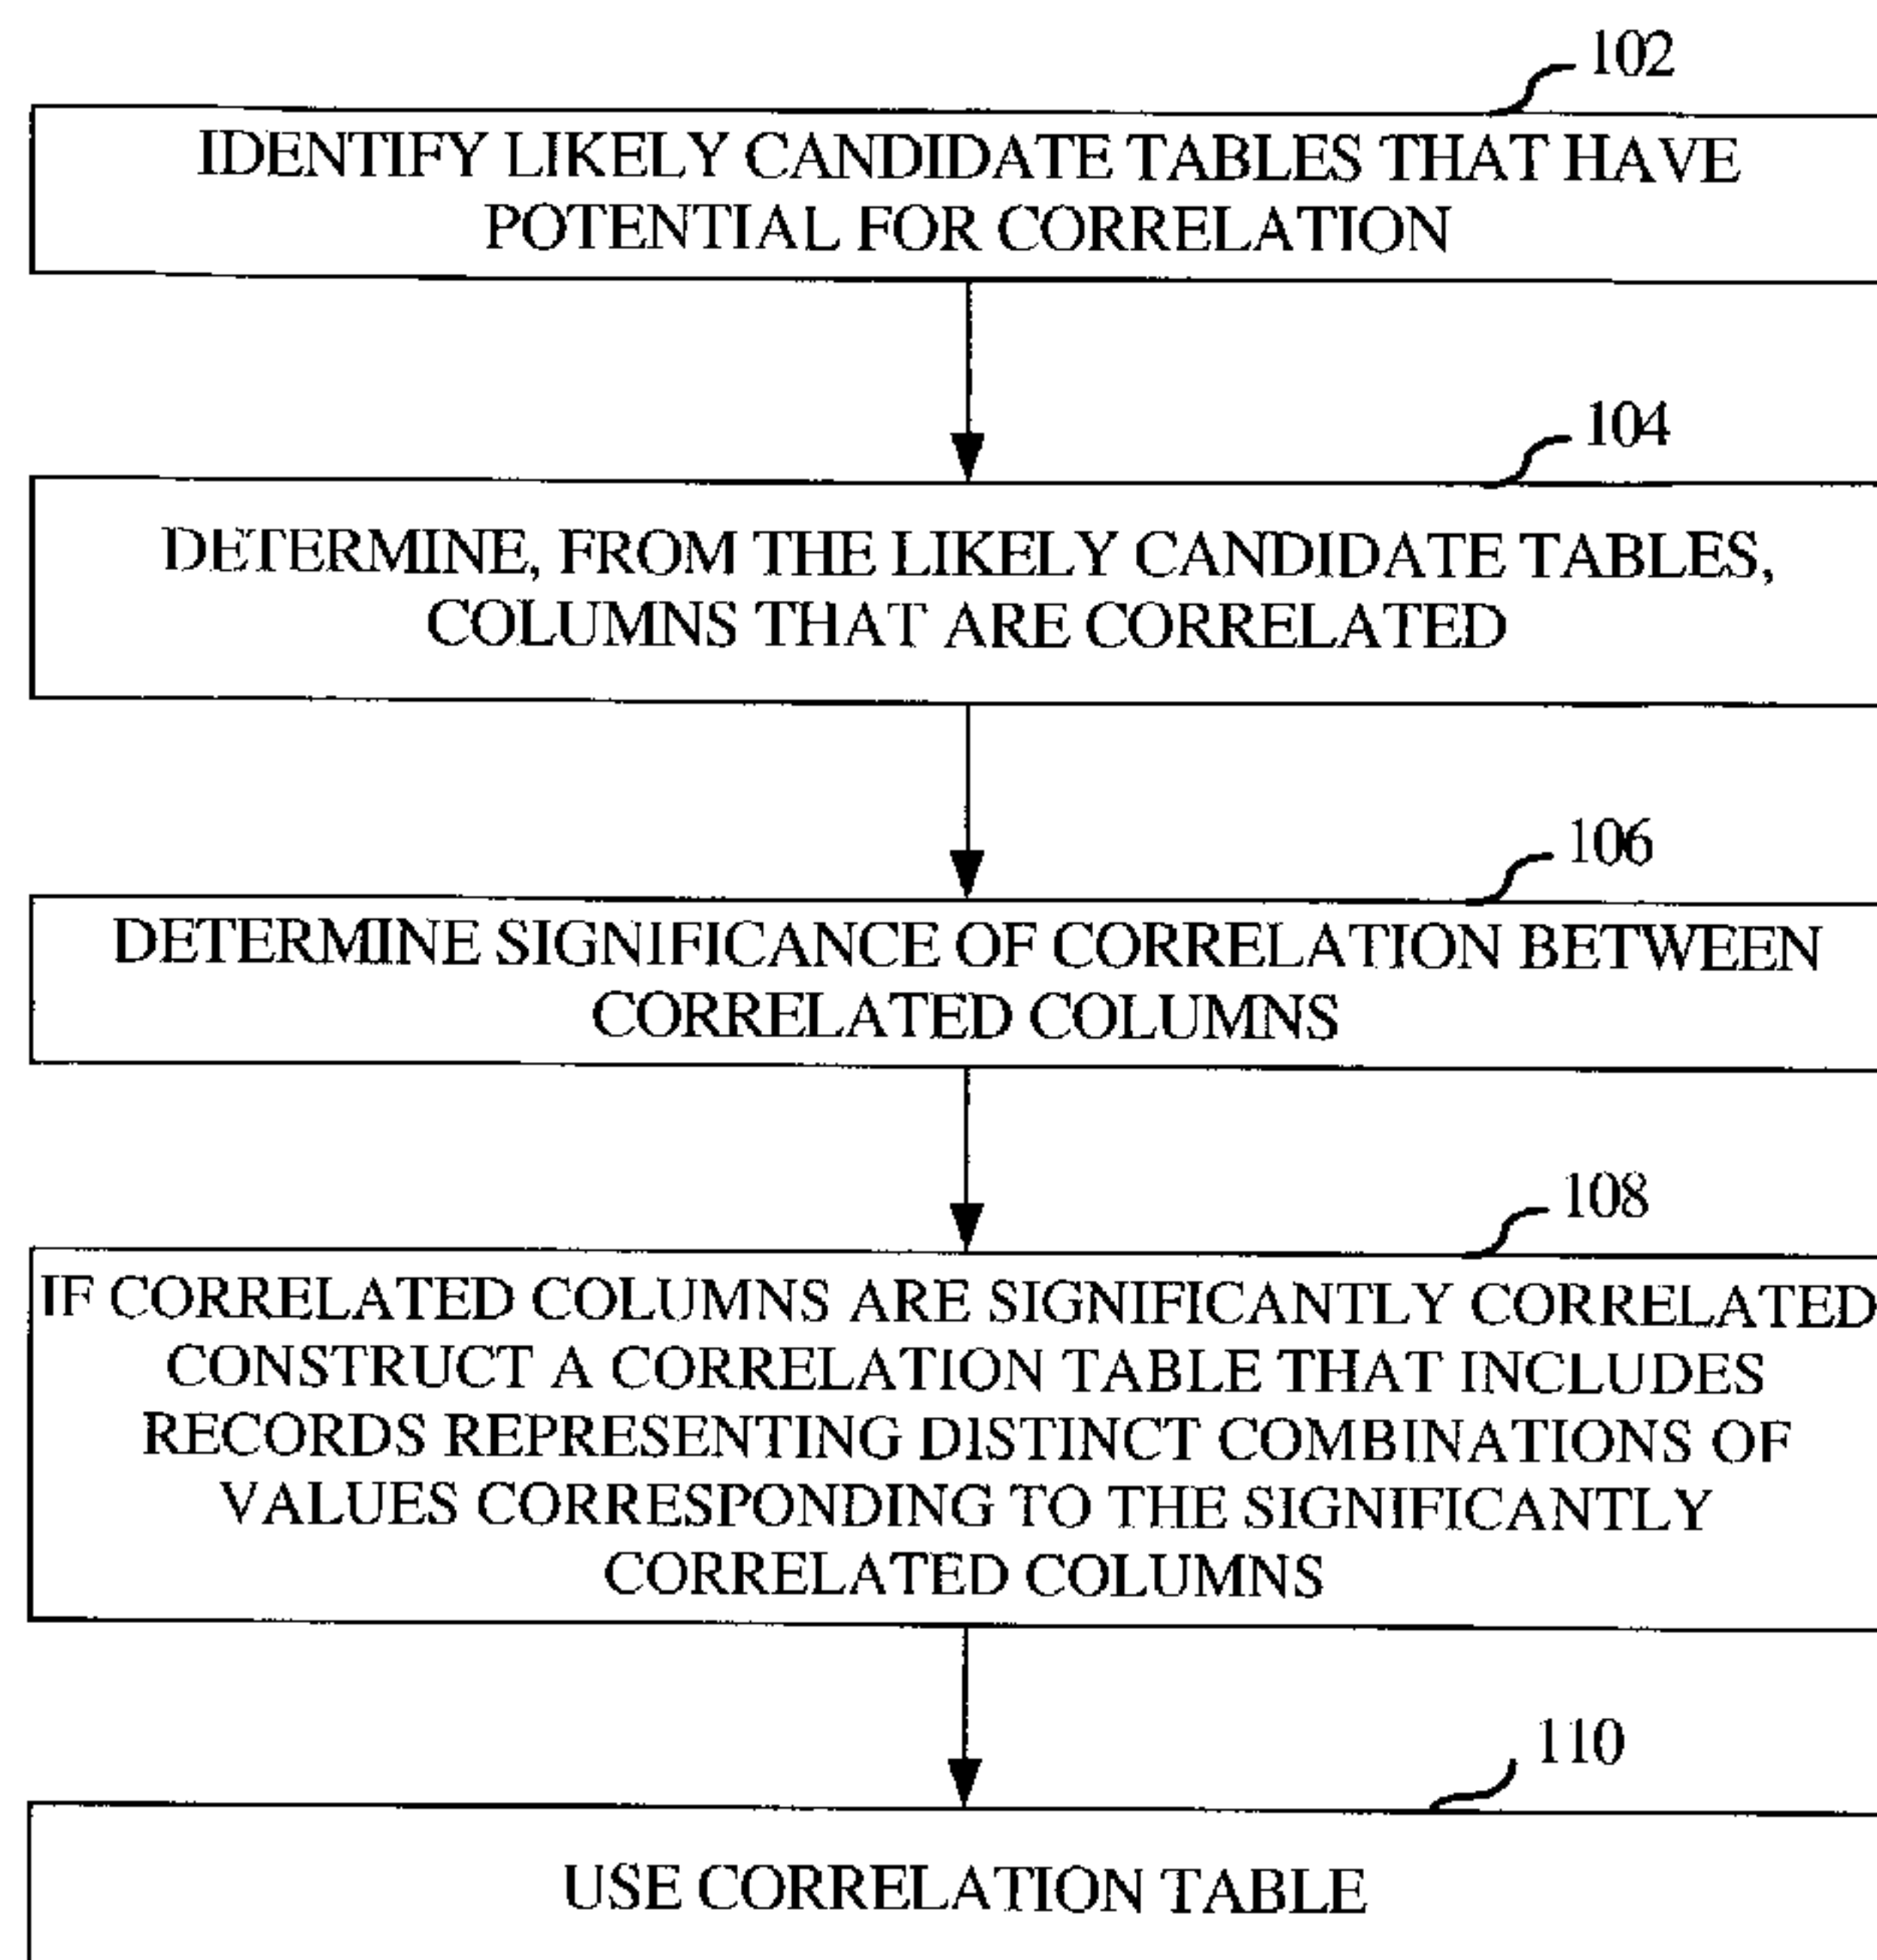 102
IDENTIFY LIKELY CANDIDATE TABLES THAT HAVE
POTENTIAL FOR CORRELATION
104
DETERMINE, FROM THE LIKELY CANDIDATE TABLES,
COLUMNS THAT ARE CORRELATED
106
DETERMINE SIGNIFICANCE OF CORRELATION BETWEEN
CORRELATED COLUMNS
108
IF CORRELATED COLUMNS ARE SIGNIFICANTLY CORRELATED
CONSTRUCT A CORRELATION TABLE THAT INCLUDES
RECORDS REPRESENTING DISTINCT COMBINATIONS OF
VALUES CORRESPONDING TO THE SIGNIFICANTLY
CORRELATED COLUMNS
110
USE CORRELATION TABLE